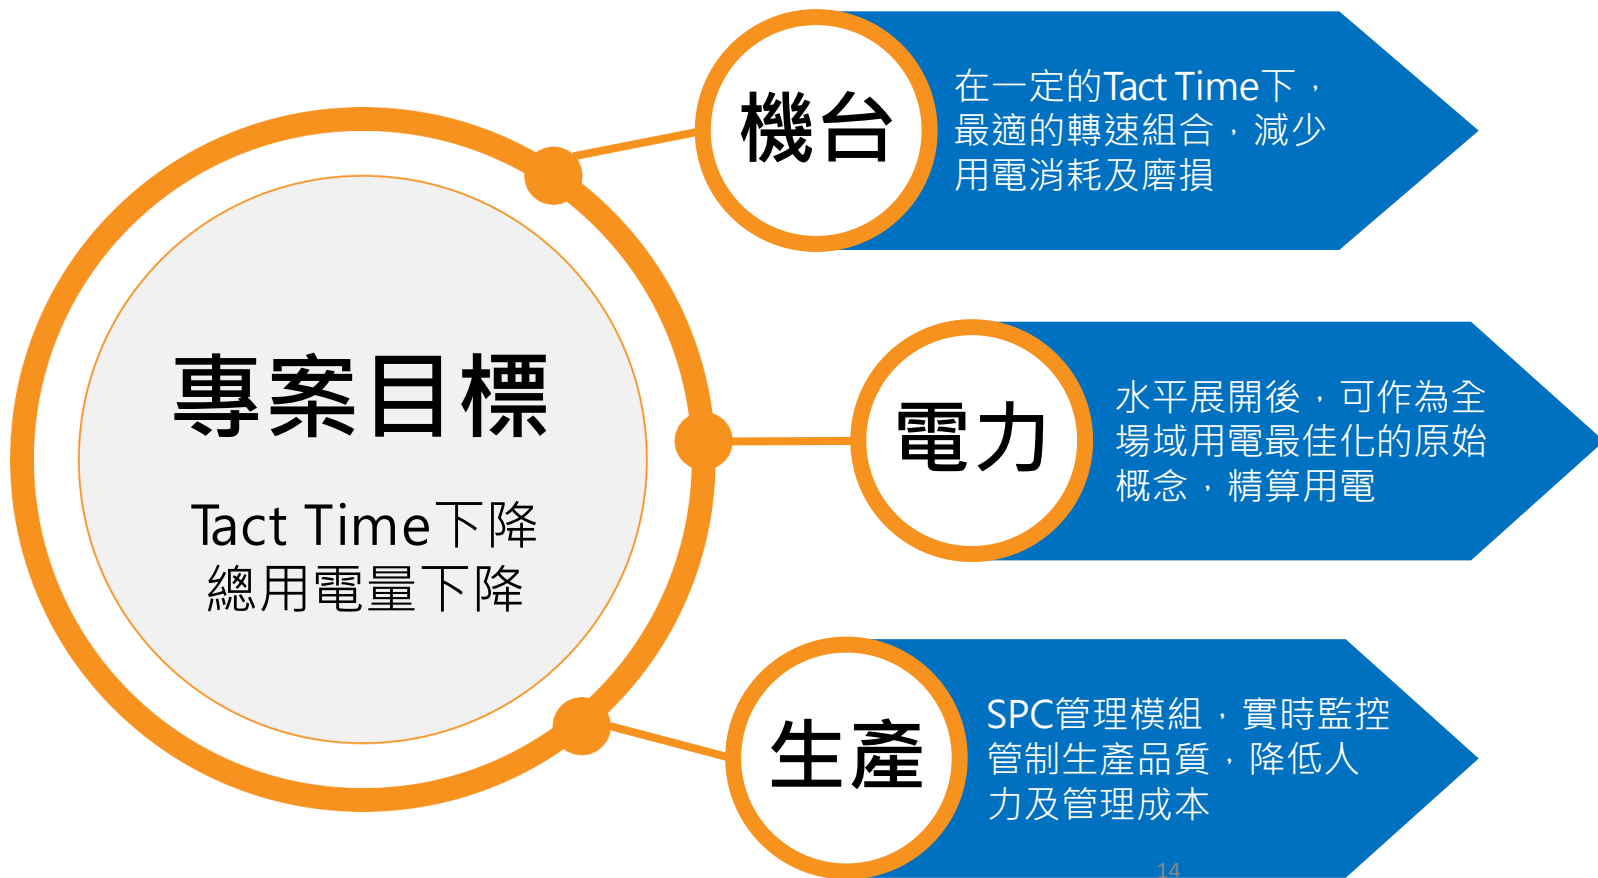 專案目標
Tact Time下降
總用電量下降
機台
在一定的Tact Time下，
最適的轉速組合，減少
用電消耗及磨損
電力
水平展開後，可作為全
場域用電最佳化的原始
概念，精算用電
生產
SPC管理模組，實時監控
管制生產品質，降低人
力及管理成本
14